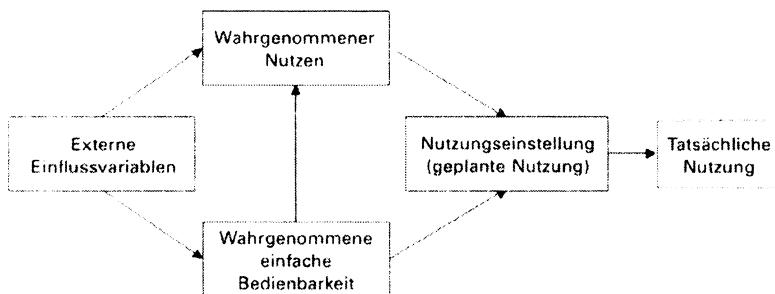 Wahrgenommener
Nutzen
Externe
Einflussvariablen
Nutzungseinstellung
(geplante Nutzung)
Tatsächliche
Nutzung
Wahrgenommene
einfache
Bedienbarkeit